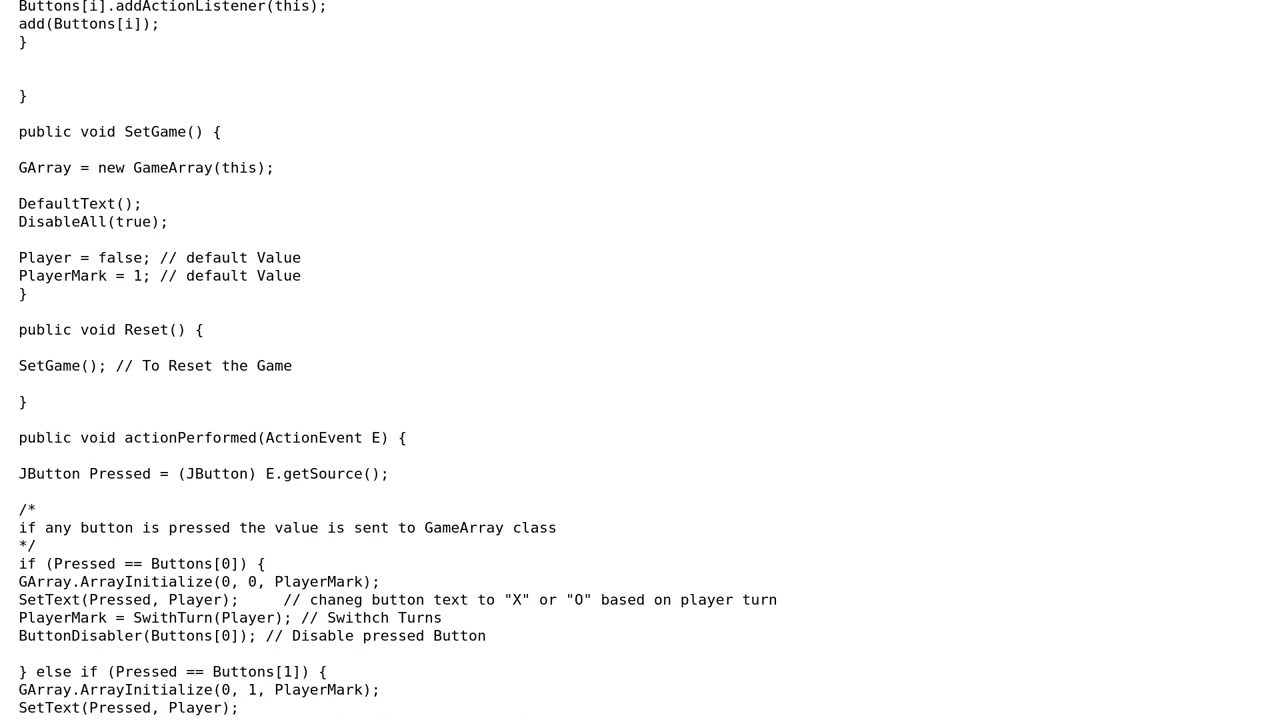 Buttons[i].addActionListener(this);
add(Buttons[i]);
}
}
public void SetGame() {
GArray = new GameArray(this);
DefaultText();
DisableAll(true);
Player = false; // default Value
PlayerMark = 1; // default Value
}
public void Reset() {
SetGame(); // To Reset the Game
}
public void actionPerformed(ActionEvent E) {
JButton Pressed = (JButton) E.getSource();
/*
if any button is pressed the value is sent to GameArray class
*/
if (Pressed == Buttons[0]) {
GArray.ArrayInitialize(0, 0, PlayerMark);
SetText(Pressed, Player);     // chaneg button text to "X" or "O" based on player turn
PlayerMark = SwithTurn(Player); // Swithch Turns
ButtonDisabler(Buttons[0]); // Disable pressed Button
} else if (Pressed == Buttons[1]) {
GArray.ArrayInitialize(0, 1, PlayerMark);
SetText(Pressed, Player);